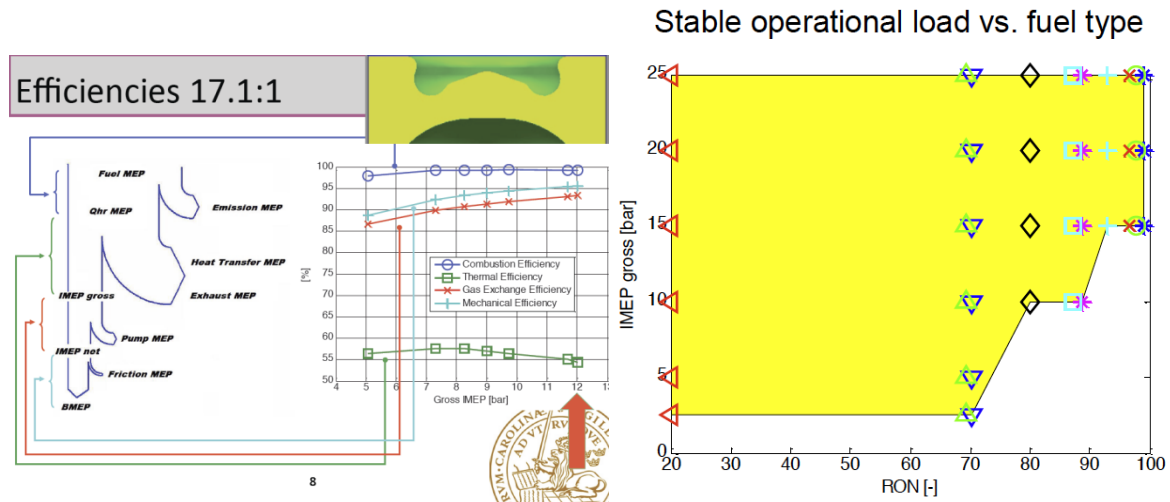 Efficiencies 17.1:1
Fuel MEP
Qhr MEP
Emission MEP
Heat Transfer MEP
IMEP gross
Exhaust MEP
Pump MEP
IMEP net
Friction MEP
BMEP
100
95
90
85
80
75
70
65
60
55
50
[%]
Combustion Efficiency
Thermal Efficiency
Gas Exchange Efficiency
Mechanical Efficiency
4 5 6 7 8 9 10 11 12
Gross IMEP [bar]
8
Stable operational load vs. fuel type
25
20
15
10
5
0
IMEP gross [bar]
20 30 40 50 60 70 80 90 100
RON [-]